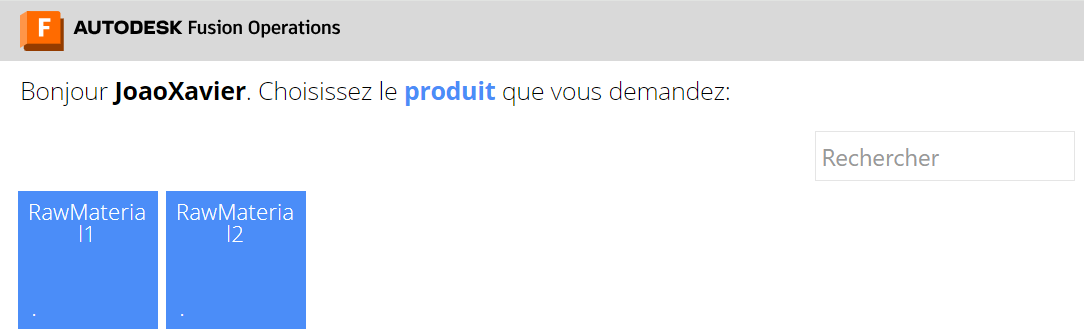 F AUTODESK Fusion Operations
Bonjour JoaoXavier. Choisissez le produit que vous demandez:
Rechercher
RawMateria
l1
.
RawMateria
l2
.